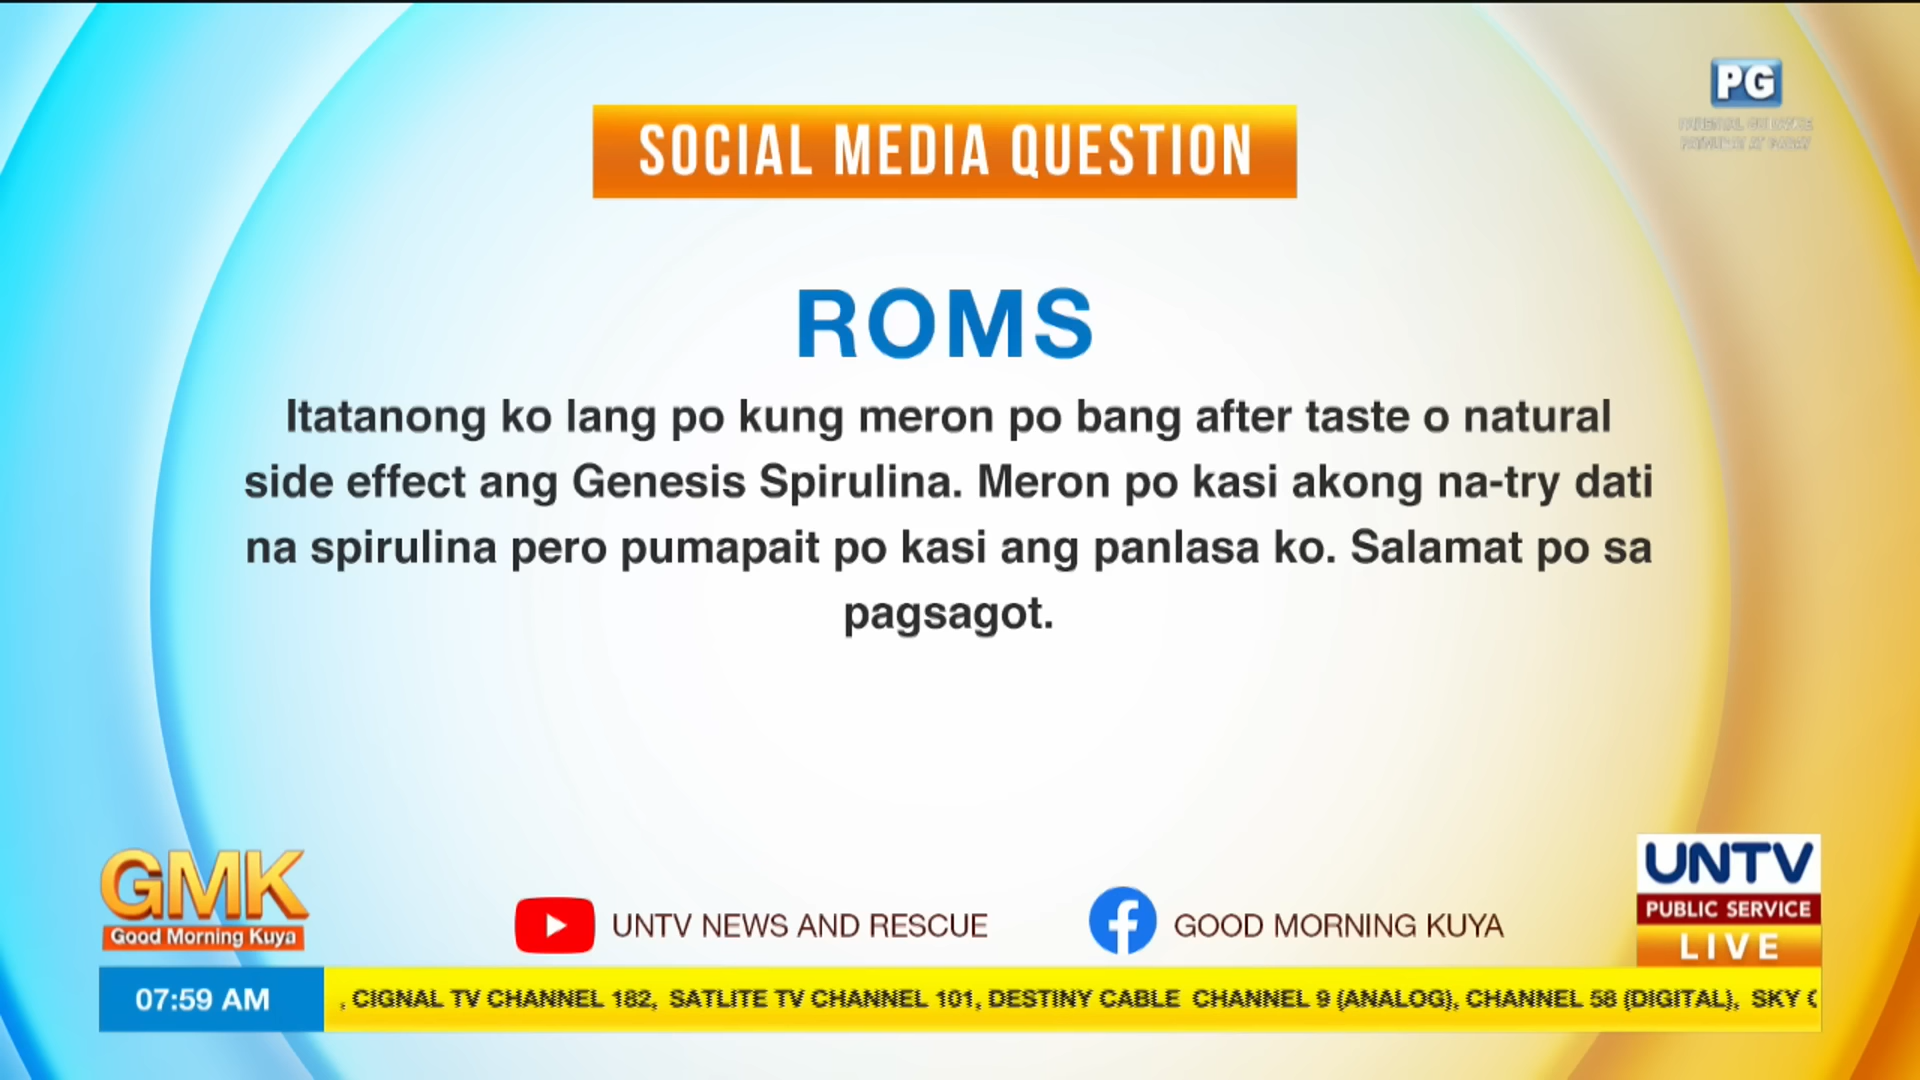 PG
SOCIAL MEDIA QUESTION
ROMS
Itatanong ko lang po kung meron po bang after taste o natural
side effect ang Genesis Spirulina. Meron po kasi akong na-try dati
na spirulina pero pumapait po kasi ang panlasa ko. Salamat po sa
pagsagot.
GMK
Good Morning Kuya
UNTV NEWS AND RESCUE
GOOD MORNING KUYA
UNTV
PUBLIC SERVICE
LIVE
07:59 AM
, CIGNAL TV CHANNEL 182, SATLITE TV CHANNEL 101, DESTINY CABLE CHANNEL 9 (ANALOG), CHANNEL 58 (DIGITAL), SKY